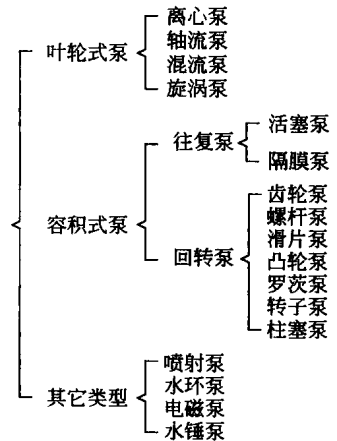 叶轮式泵
离心泵
轴流泵
混流泵
旋涡泵
容积式泵
往复泵
活塞泵
隔膜泵
回转泵
齿轮泵
螺杆泵
滑片泵
凸轮泵
罗茨泵
转子泵
柱塞泵
其它类型
喷射泵
水环泵
电磁泵
水锤泵